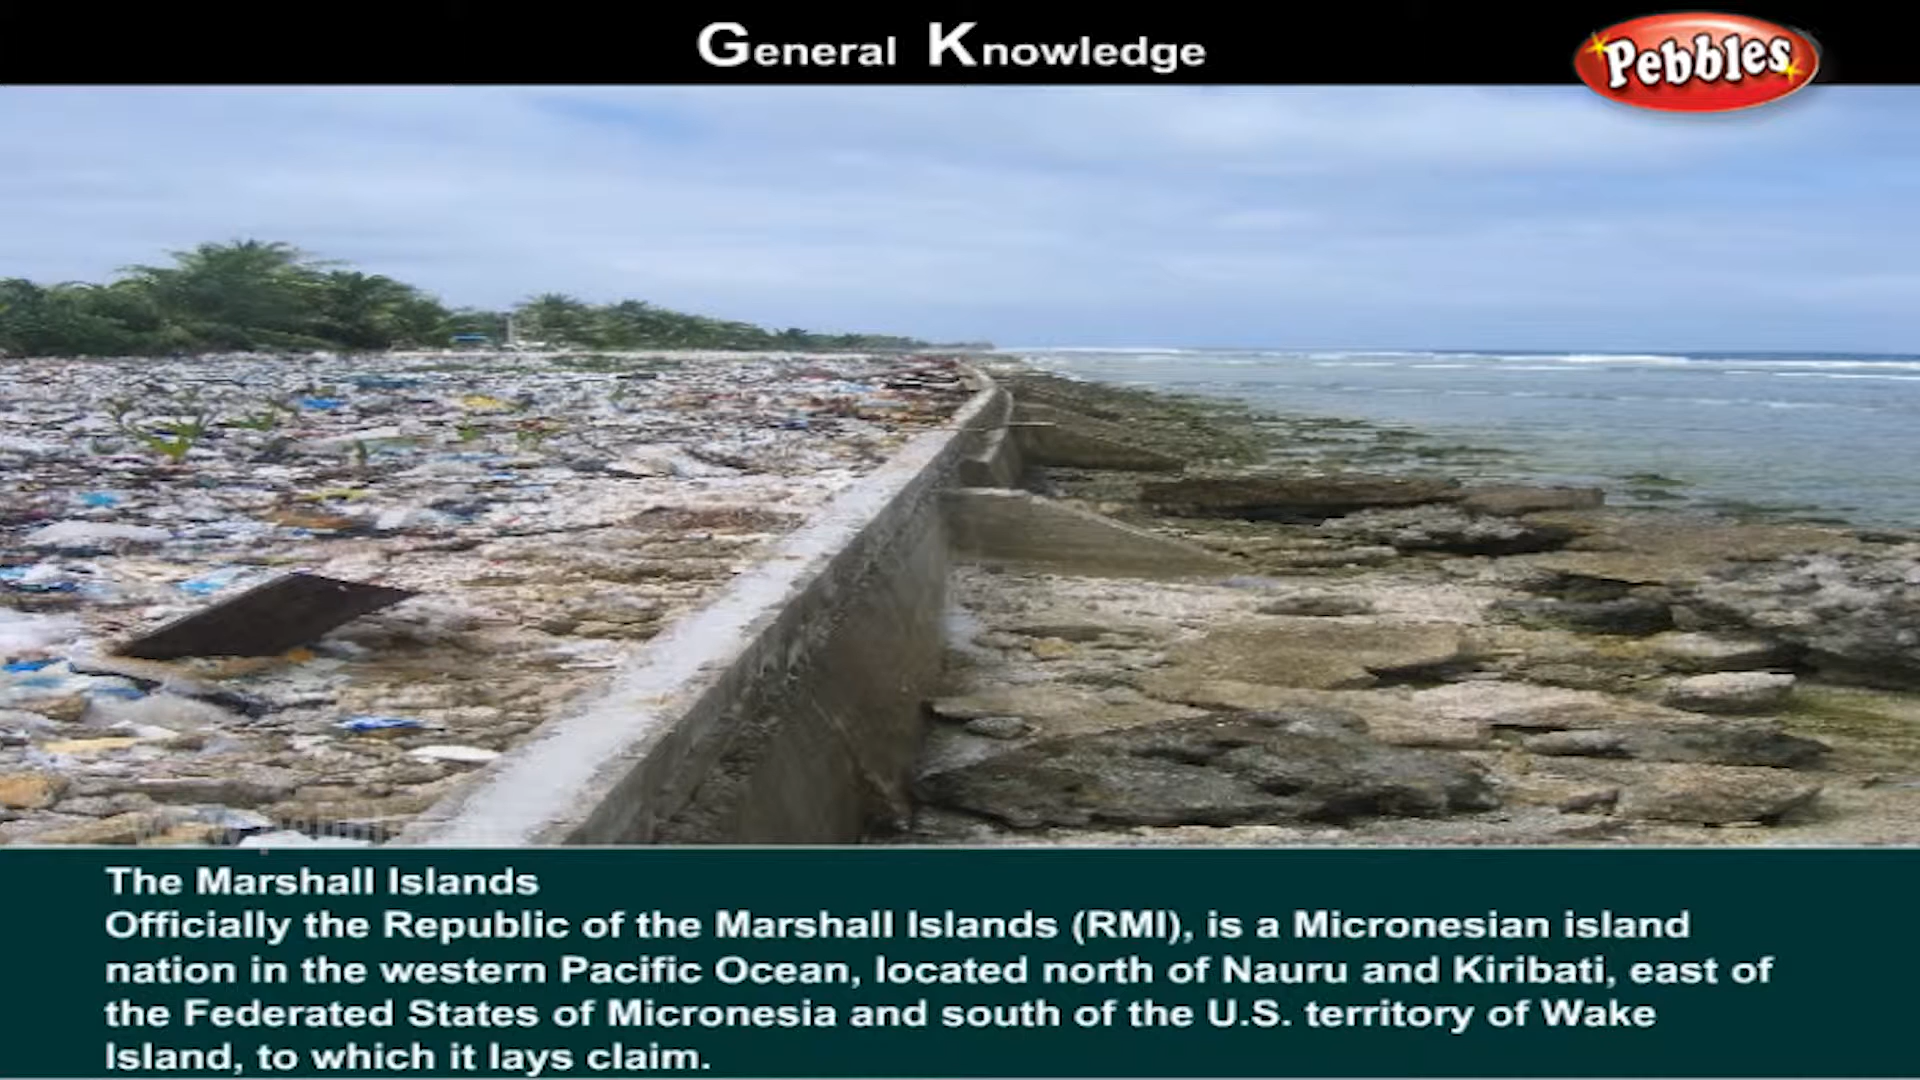 General Knowledge
Pebbles
The Marshall Islands
Officially the Republic of the Marshall Islands (RMI), is a Micronesian island
nation in the western Pacific Ocean, located north of Nauru and Kiribati, east of
the Federated States of Micronesia and south of the U.S. territory of Wake
Island, to which it lays claim.